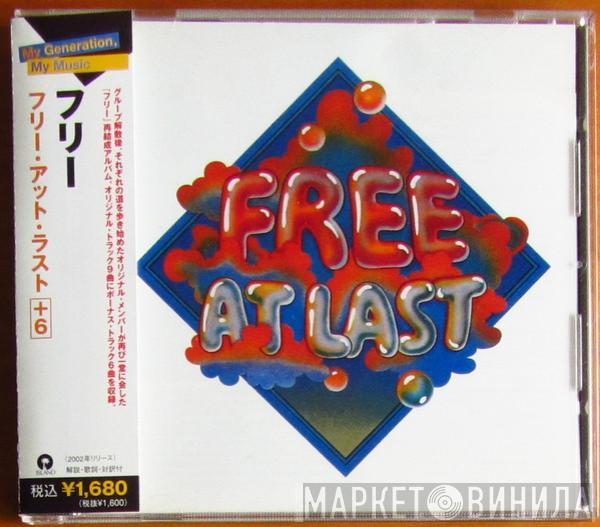 My Generation,
My Music
フリー
フリー・アット・ラスト +6
グループ解散後、それぞれの道を歩き始めたオリジナル・メンバーが再び一堂に会した
「フリー」再結成アルバム。オリジナル・トラック9曲にボーナス・トラック6曲を収録。
ISLAND
(2002年リリース)
解説・歌詞・対訳付
税込 ¥1,680
(税抜¥1,600)
FREE
AT LAST
МАРКЕТ ВИНИЛА